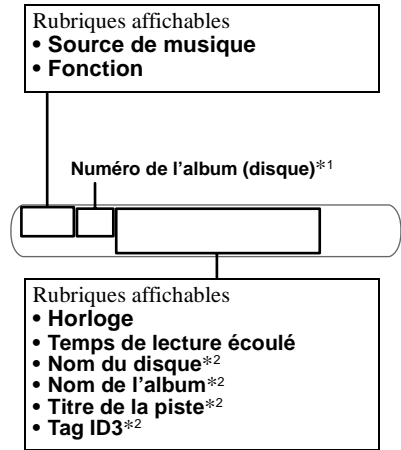 Rubriques affichables
• Source de musique
• Fonction
Numéro de l’album (disque)*1
Rubriques affichables
• Horloge
• Temps de lecture écoulé
• Nom du disque*2
• Nom de l’album*2
• Titre de la piste*2
• Tag ID3*2